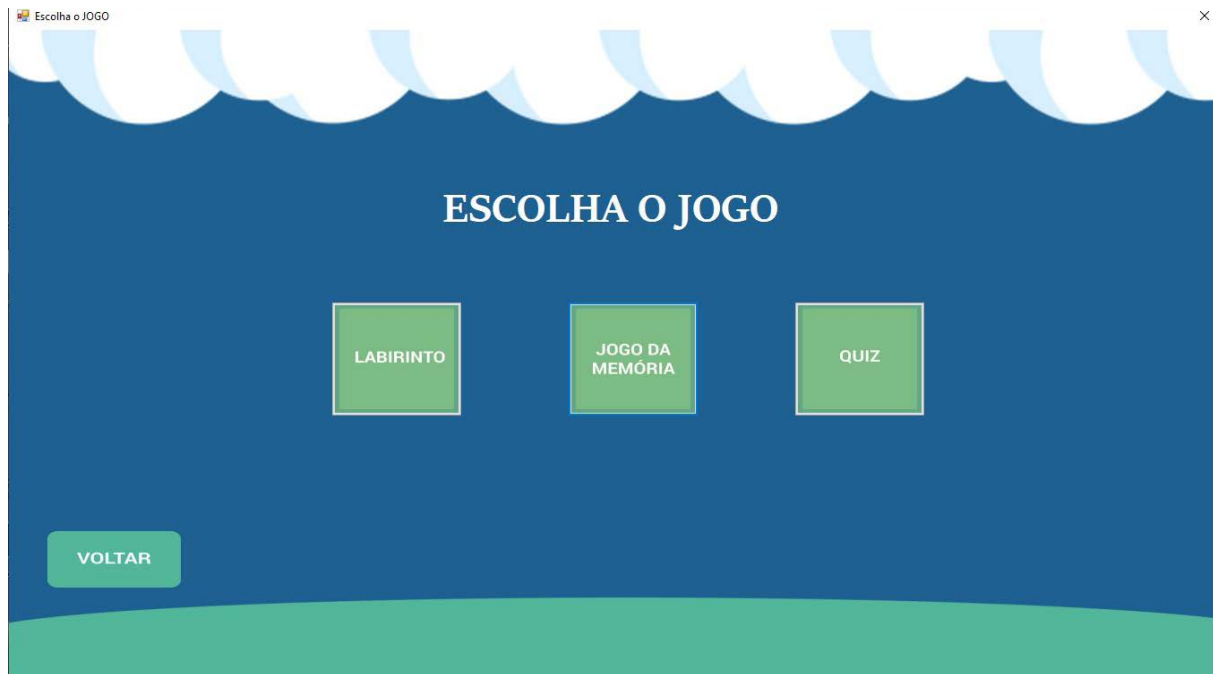 Escolha o JOGO
ESCOLHA O JOGO
LABIRINTO
JOGO DA
MEMÓRIA
QUIZ
VOLTAR